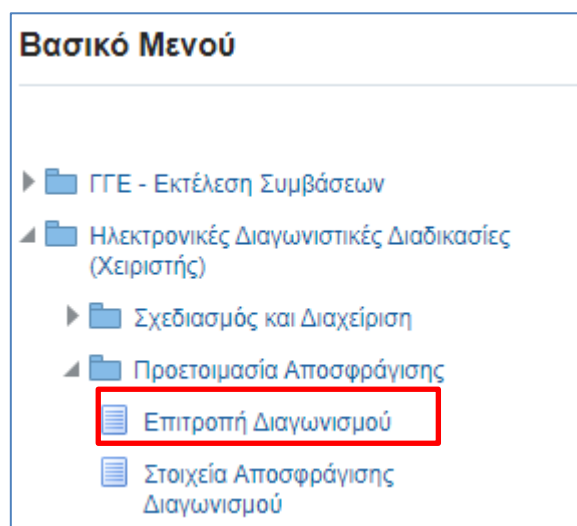 Βασικό Μενού
ΓΓΕ - Εκτέλεση Συμβάσεων
Ηλεκτρονικές Διαγωνιστικές Διαδικασίες
(Χειριστής)
Σχεδιασμός και Διαχείριση
Προετοιμασία Αποσφράγισης
Επιτροπή Διαγωνισμού
Στοιχεία Αποσφράγισης
Διαγωνισμού